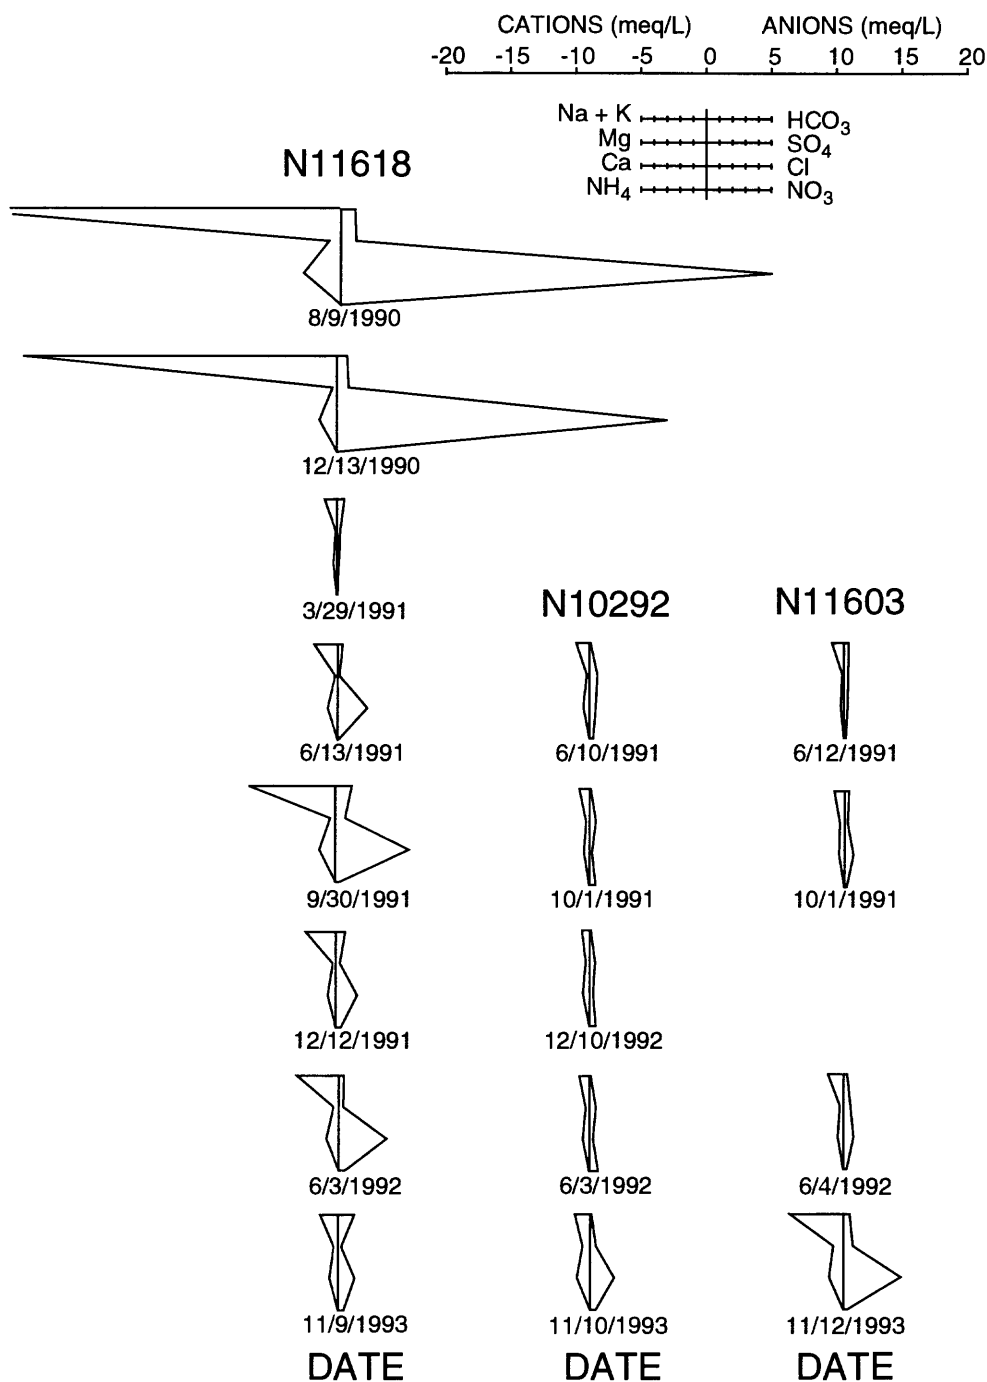 CATIONS (meq/L) ANIONS (meq/L)
-20 -15 -10 -5 0 5 10 15 20
Na + K HCO3
Mg SO4
Ca Cl
NH4 NO3
N11618
8/9/1990
12/13/1990
3/29/1991
N10292 N11603
6/13/1991 6/10/1991 6/12/1991
9/30/1991 10/1/1991 10/1/1991
12/12/1991 12/10/1992
6/3/1992 6/3/1992 6/4/1992
11/9/1993 11/10/1993 11/12/1993
DATE DATE DATE